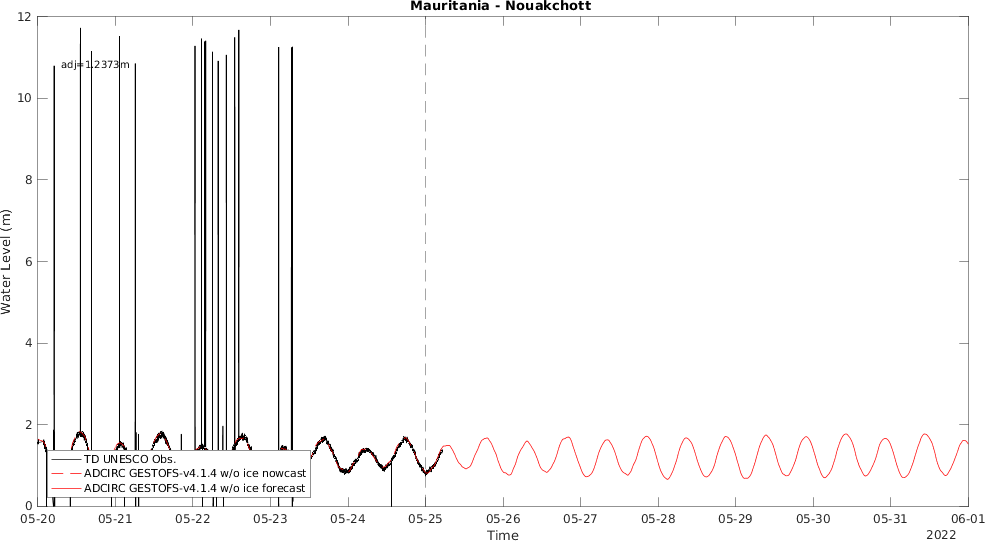 Mauritania - Nouakchott
12
10
8
6
4
2
0
Water Level (m)
adj=1.2373m
TD UNESCO Obs.
ADCIRC GESTOFS-v4.1.4 w/o ice nowcast
ADCIRC GESTOFS-v4.1.4 w/o ice forecast
05-20 05-21 05-22 05-23 05-24 05-25 05-26 05-27 05-28 05-29 05-30 05-31 06-01
Time
2022